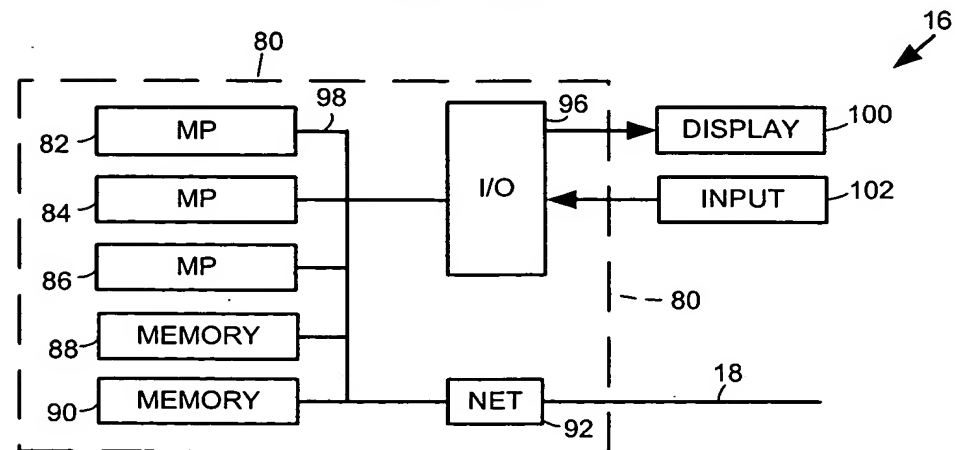 16
80
82 MP 98 96 DISPLAY 100
84 MP I/O INPUT 102
86 MP
80
88 MEMORY
18
90 MEMORY NET 92